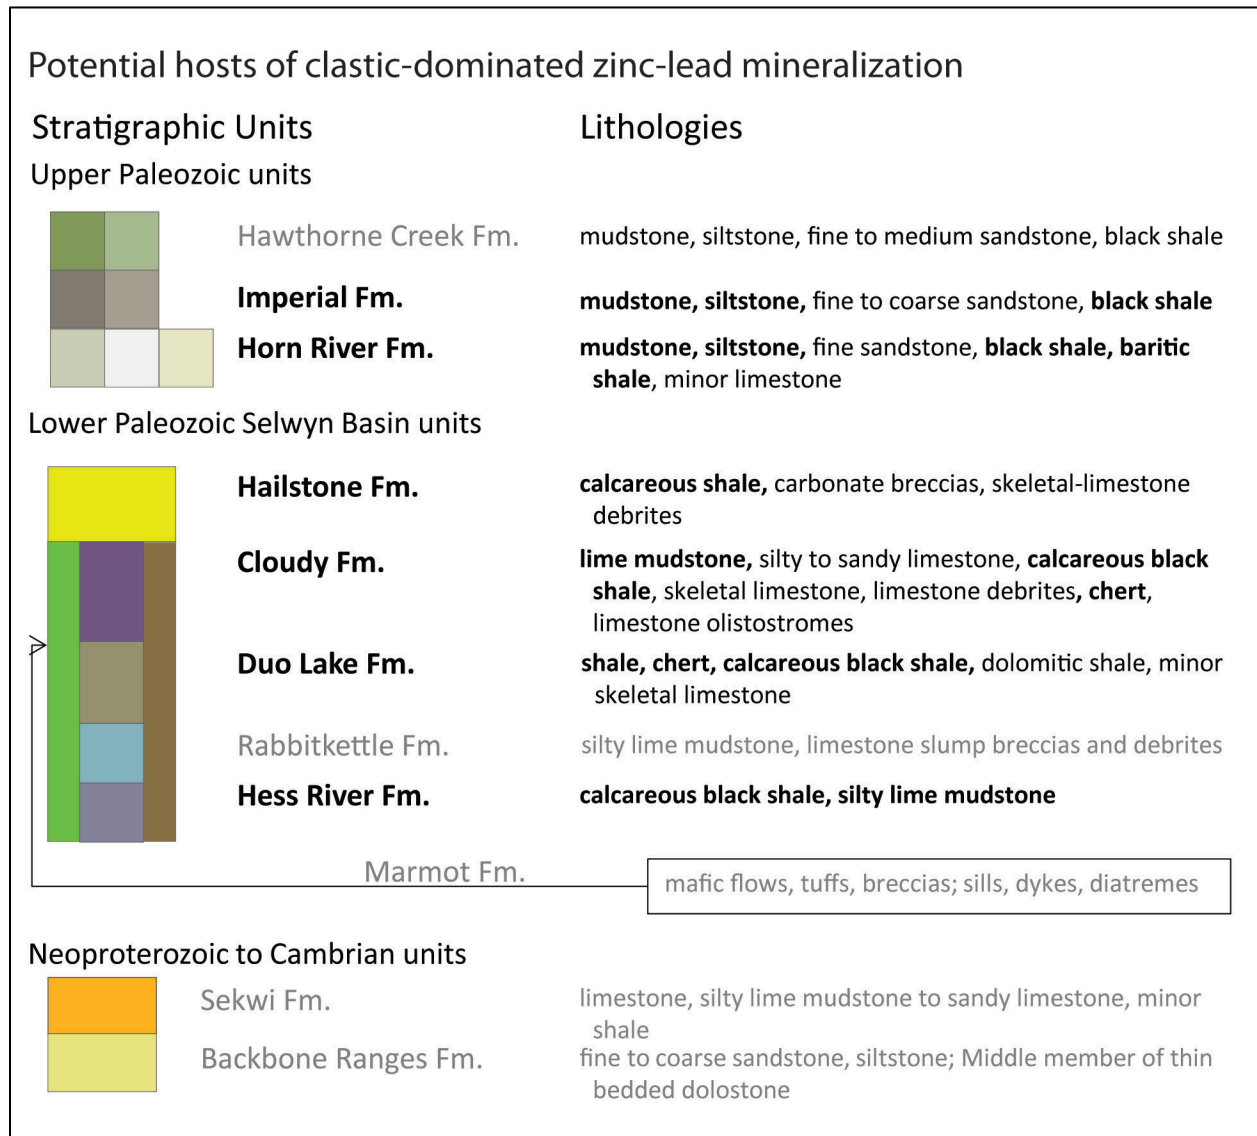 Potential hosts of clastic-dominated zinc-lead mineralization
Stratigraphic Units
Lithologies
Upper Paleozoic units
Hawthorne Creek Fm.
mudstone, siltstone, fine to medium sandstone, black shale
Imperial Fm.
mudstone, siltstone, fine to coarse sandstone, black shale
Horn River Fm.
mudstone, siltstone, fine sandstone, black shale, baritic
shale, minor limestone
Lower Paleozoic Selwyn Basin units
Hailstone Fm.
calcareous shale, carbonate breccias, skeletal-limestone
debrites
Cloudy Fm.
lime mudstone, silty to sandy limestone, calcareous black
shale, skeletal limestone, limestone debrites, chert,
limestone olistostromes
Duo Lake Fm.
shale, chert, calcareous black shale, dolomitic shale, minor
skeletal limestone
Rabbitkettle Fm.
silty lime mudstone, limestone slump breccias and debrites
Hess River Fm.
calcareous black shale, silty lime mudstone
Marmot Fm.
mafic flows, tuffs, breccias; sills, dykes, diatremes
Neoproterozoic to Cambrian units
Sekwi Fm.
limestone, silty lime mudstone to sandy limestone, minor
shale
Backbone Ranges Fm.
fine to coarse sandstone, siltstone; Middle member of thin
bedded dolostone